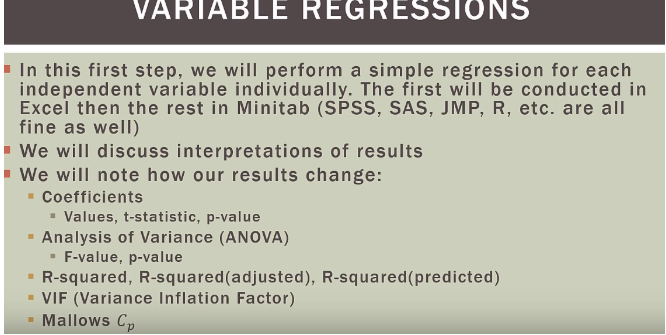 VARIABLE REGRESSIONS
In this first step, we will perform a simple regression for each
independent variable individually. The first will be conducted in
Excel then the rest in Minitab (SPSS, SAS, JMP, R, etc. are all
fine as well)
We will discuss interpretations of results
We will note how our results change:
Coefficients
Values, t-statistic, p-value
Analysis of Variance (ANOVA)
F-value, p-value
R-squared, R-squared(adjusted), R-squared(predicted)
VIF (Variance Inflation Factor)
Mallows Cₚ